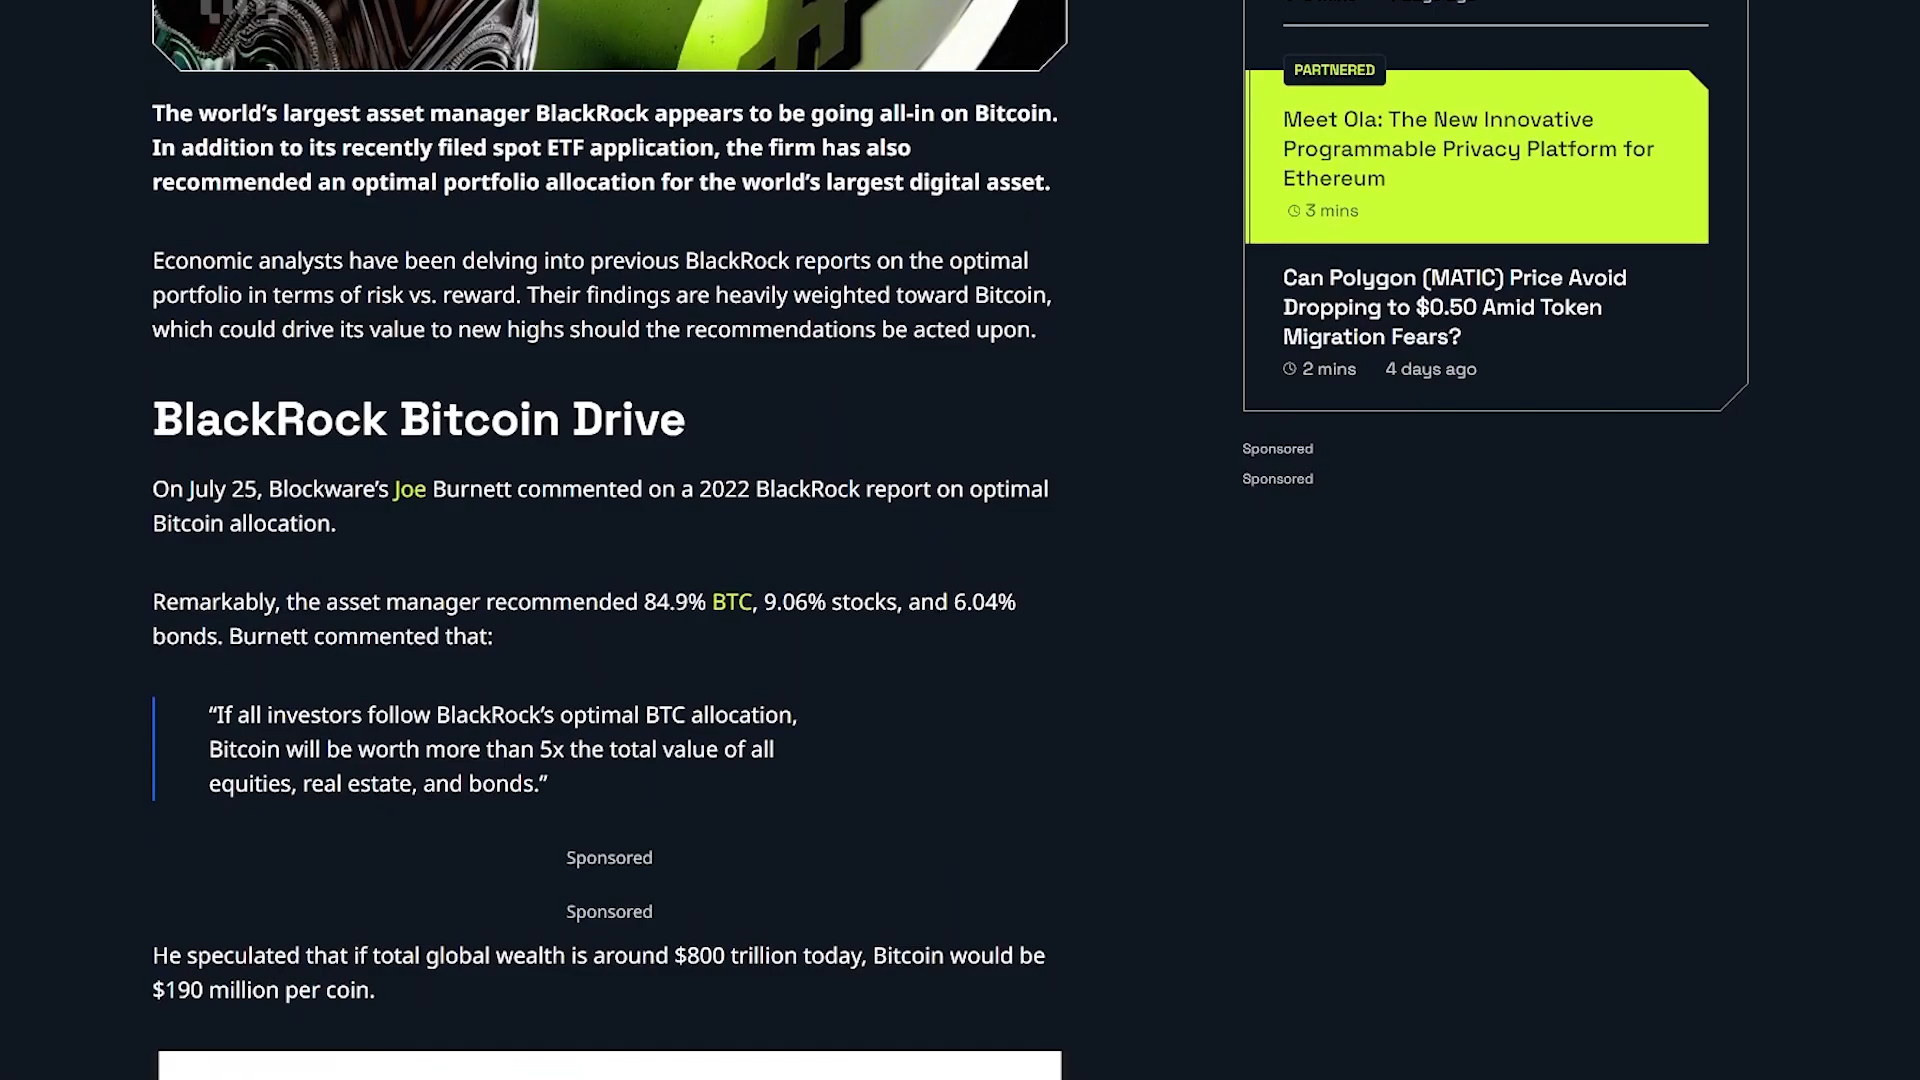 The world’s largest asset manager BlackRock appears to be going all-in on Bitcoin.
In addition to its recently filed spot ETF application, the firm has also
recommended an optimal portfolio allocation for the world’s largest digital asset.
Economic analysts have been delving into previous BlackRock reports on the optimal
portfolio in terms of risk vs. reward. Their findings are heavily weighted toward Bitcoin,
which could drive its value to new highs should the recommendations be acted upon.
BlackRock Bitcoin Drive
On July 25, Blockware’s Joe Burnett commented on a 2022 BlackRock report on optimal
Bitcoin allocation.
Remarkably, the asset manager recommended 84.9% BTC, 9.06% stocks, and 6.04%
bonds. Burnett commented that:
“If all investors follow BlackRock’s optimal BTC allocation,
Bitcoin will be worth more than 5x the total value of all
equities, real estate, and bonds.”
Sponsored
Sponsored
He speculated that if total global wealth is around $800 trillion today, Bitcoin would be
$190 million per coin.
PARTNERED
Meet Ola: The New Innovative
Programmable Privacy Platform for
Ethereum
3 mins
Can Polygon (MATIC) Price Avoid
Dropping to $0.50 Amid Token
Migration Fears?
2 mins 4 days ago
Sponsored
Sponsored